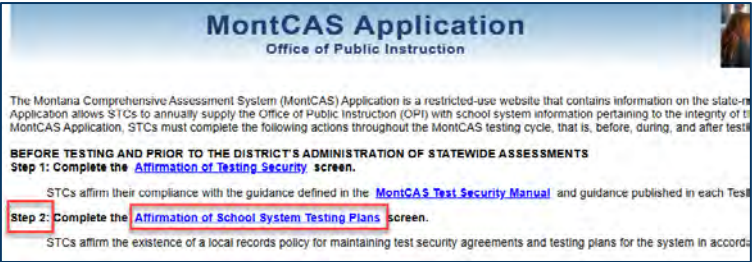 MontCAS Application
Office of Public Instruction
The Montana Comprehensive Assessment System (MontCAS) Application is a restricted-use website that contains information on the
Application allows STCs to annually supply the Office of Public Instruction (OPI) with school system information pertaining to the integrity of
MontCAS Application, STCs must complete the following actions throughout the MontCAS testing cycle, that is, before, during, and after
BEFORE TESTING AND PRIOR TO THE DISTRICT'S ADMINISTRATION OF STATEWIDE ASSESSMENTS
Step 1: Complete the Affirmation of Testing Security screen.
STCs affirm their compliance with the guidance defined in the MontCAS Test Security Manual and guidance published in each
Step 2: Complete the Affirmation of School System Testing Plans screen.
STCs affirm the existence of a local records policy for maintaining test security agreements and testing plans for the system in